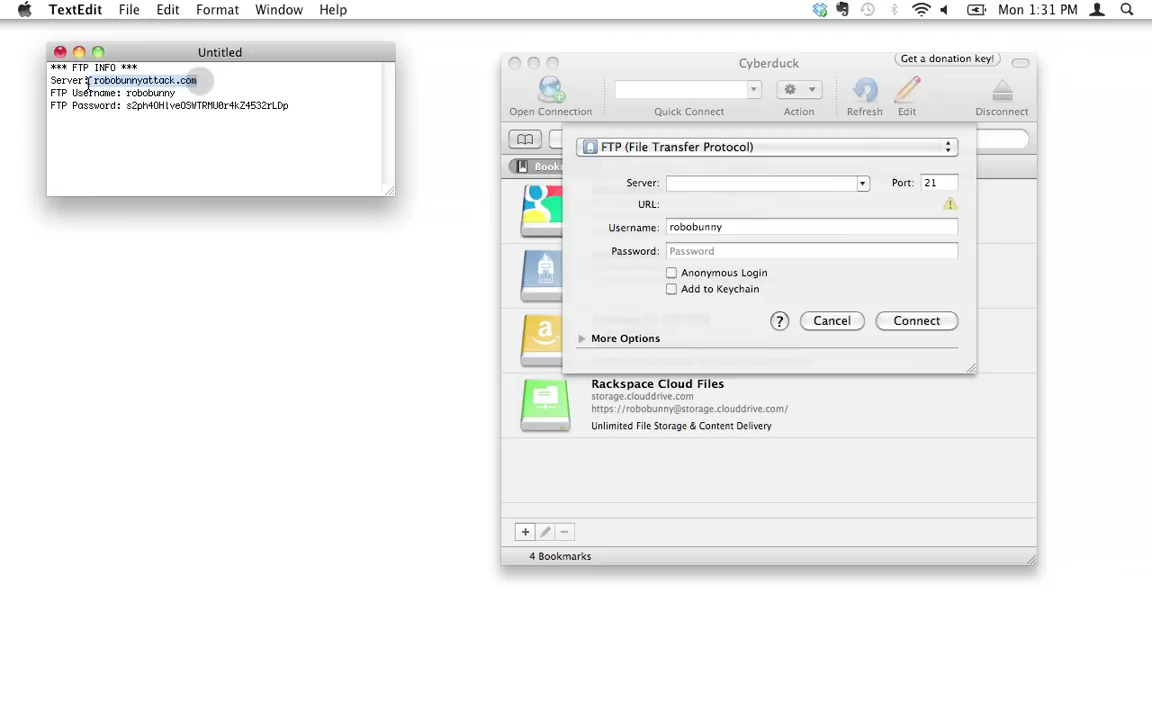 TextEdit File Edit Format Window Help Mon 1:31 PM
Untitled
*** FTP INFO ***
Server: robobunnyattack.com
FTP Username: robobunny
FTP Password: s2ph40HlveOSWTRMU0r4kZ4532rLDp
Cyberduck
Get a donation key!
Open Connection Quick Connect Action Refresh Edit Disconnect
FTP (File Transfer Protocol)
Server: Port: 21
URL:
Username: robobunny
Password: Password
Anonymous Login
Add to Keychain
? Cancel Connect
More Options
Rackspace Cloud Files
storage.clouddrive.com
https://robobunny@storage.clouddrive.com/
Unlimited File Storage & Content Delivery
4 Bookmarks